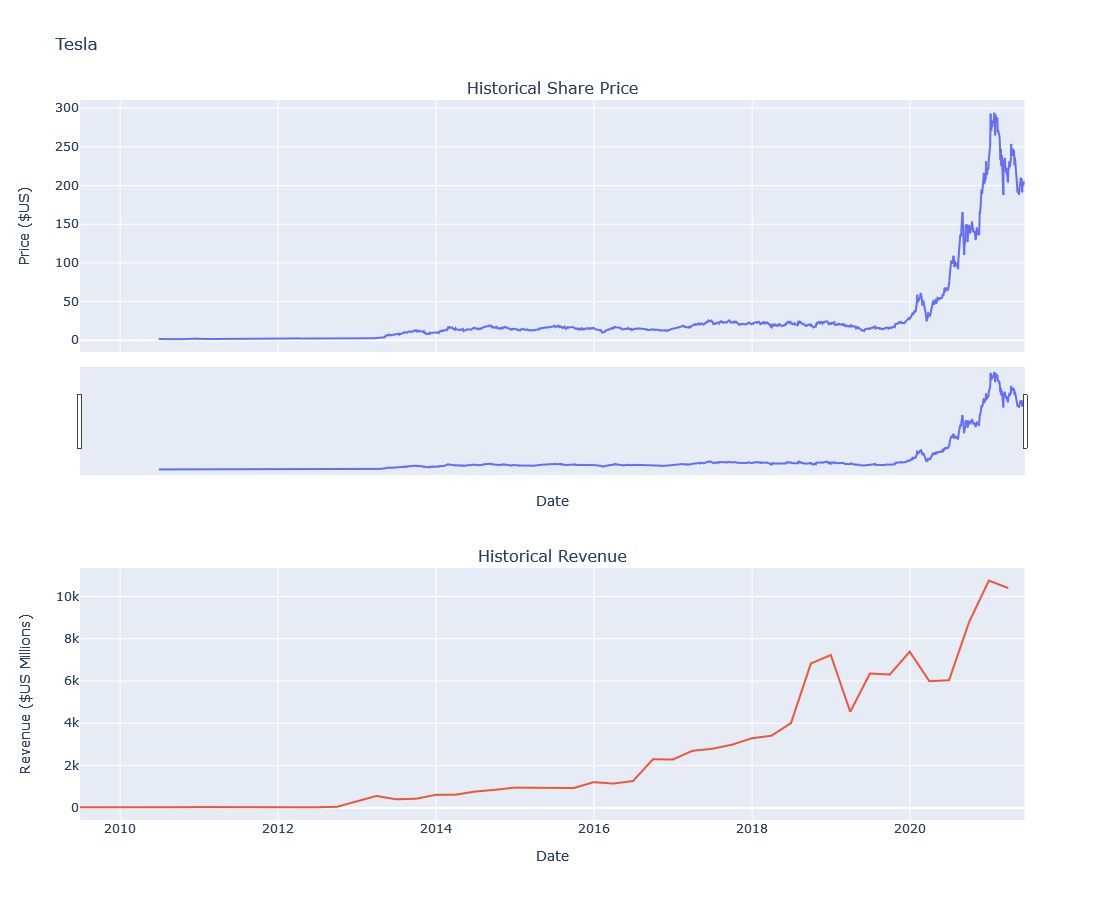 Tesla
Historical Share Price
300
250
200
150
100
50
0
Price ($US)
Date
Historical Revenue
10k
8k
6k
4k
2k
0
Revenue ($US Millions)
2010 2012 2014 2016 2018 2020
Date